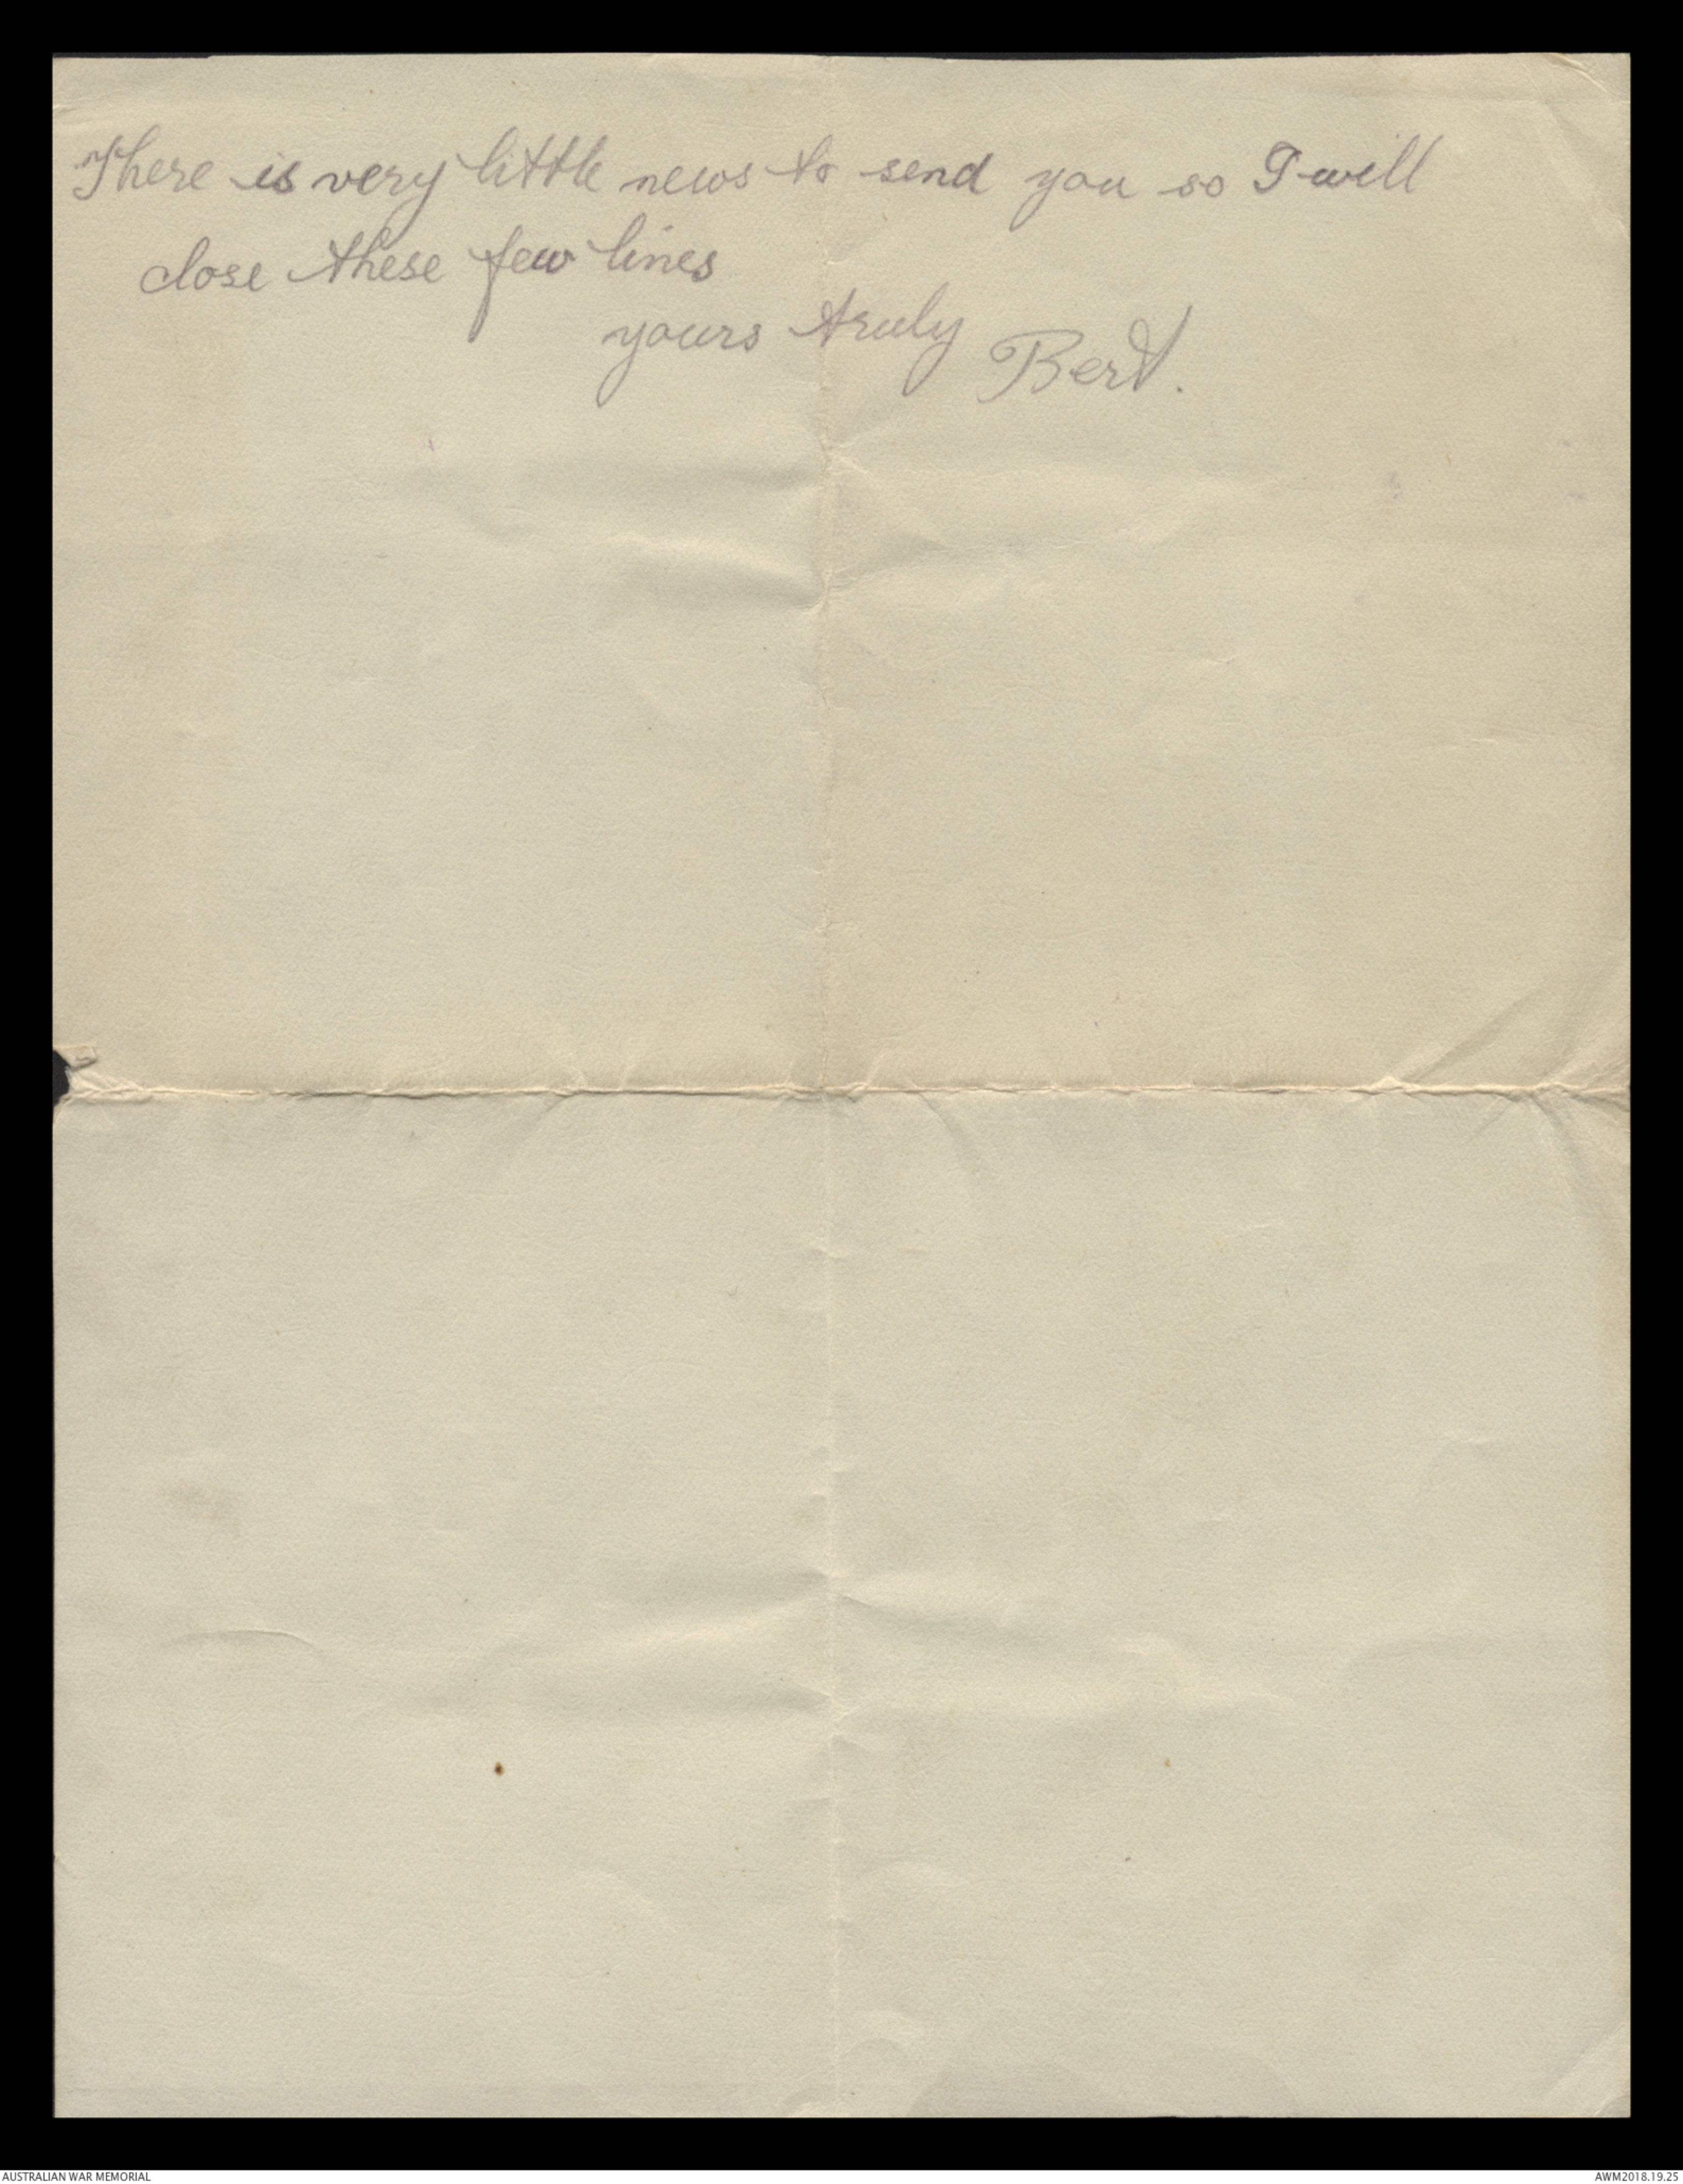 There is very little news to send you so I will
close these few lines
yours truly
Bert.
AUSTRALIAN WAR MEMORIAL
AWM2018.19.25